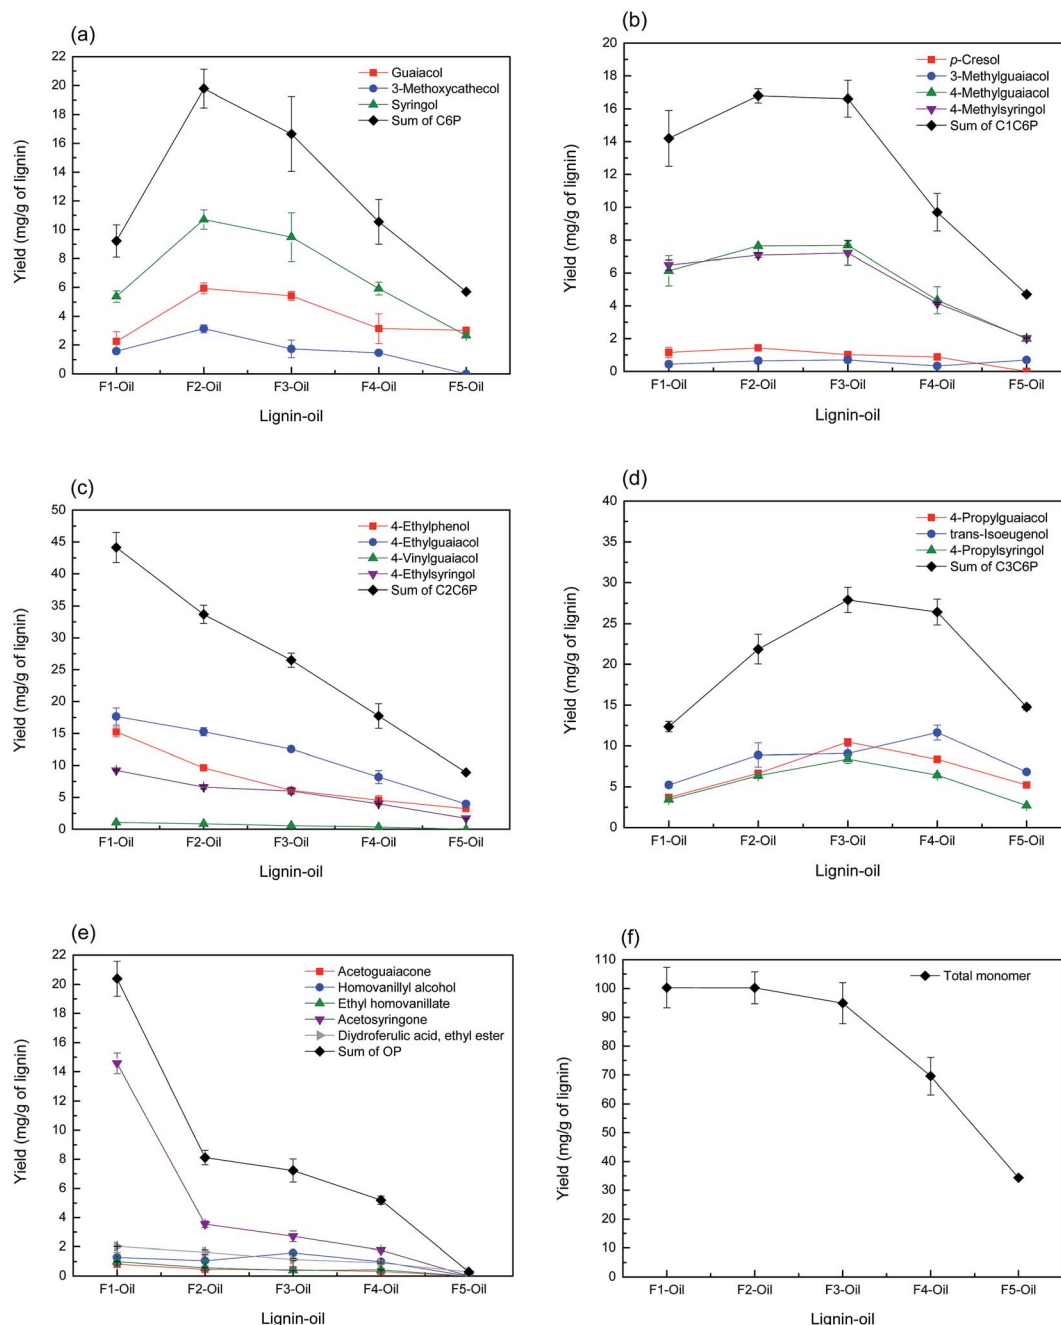 (a)
22
20
18
16
14
12
10
8
6
4
2
0
Yield (mg/g of lignin)
Guaiacol
3-Methoxycathecol
Syringol
Sum of C6P
F1-Oil F2-Oil F3-Oil F4-Oil F5-Oil
Lignin-oil
(b)
20
18
16
14
12
10
8
6
4
2
0
Yield (mg/g of lignin)
p-Cresol
3-Methylguaiacol
4-Methylguaiacol
4-Methylsyringol
Sum of C1C6P
F1-Oil F2-Oil F3-Oil F4-Oil F5-Oil
Lignin-oil
(c)
50
45
40
35
30
25
20
15
10
5
0
Yield (mg/g of lignin)
4-Ethylphenol
4-Ethylguaiacol
4-Vinylguaiacol
4-Ethylsyringol
Sum of C2C6P
F1-Oil F2-Oil F3-Oil F4-Oil F5-Oil
Lignin-oil
(d)
40
35
30
25
20
15
10
5
0
Yield (mg/g of lignin)
4-Propylguaiacol
trans-Isoeugenol
4-Propylsyringol
Sum of C3C6P
F1-Oil F2-Oil F3-Oil F4-Oil F5-Oil
Lignin-oil
(e)
22
20
18
16
14
12
10
8
6
4
2
0
Yield (mg/g of lignin)
Acetoguaiacone
Homovanillyl alcohol
Ethyl homovanillate
Acetosyringone
Diydroferulic acid, ethyl ester
Sum of OP
F1-Oil F2-Oil F3-Oil F4-Oil F5-Oil
Lignin-oil
(f)
110
100
90
80
70
60
50
40
30
20
10
0
Yield (mg/g of lignin)
Total monomer
F1-Oil F2-Oil F3-Oil F4-Oil F5-Oil
Lignin-oil